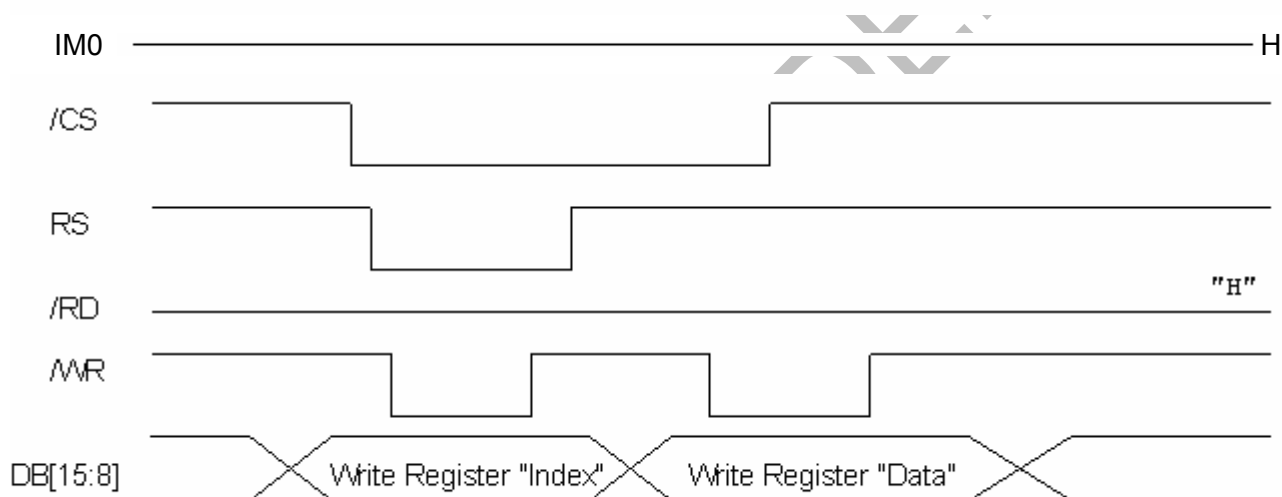 IM0 H
/CS
RS
"H"
/RD
/WR
DB[15:8] Write Register "Index" Write Register "Data"